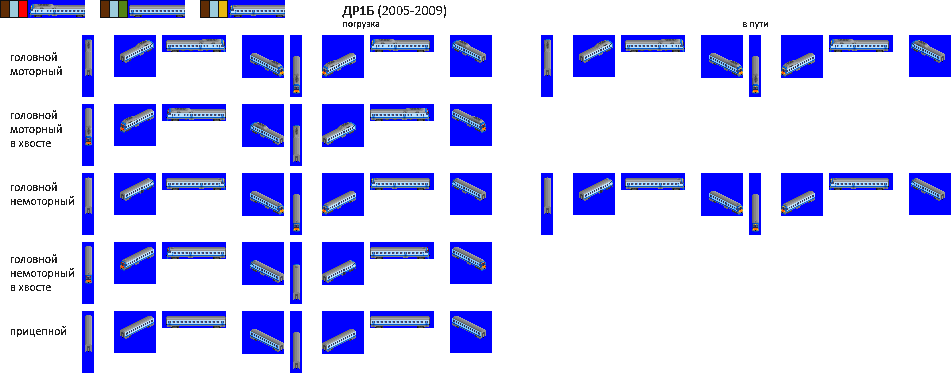 ДР1Б (2005-2009)
погрузка
в пути
головной
моторный
головной
моторный
в хвосте
головной
немоторный
головной
немоторный
в хвосте
прицепной